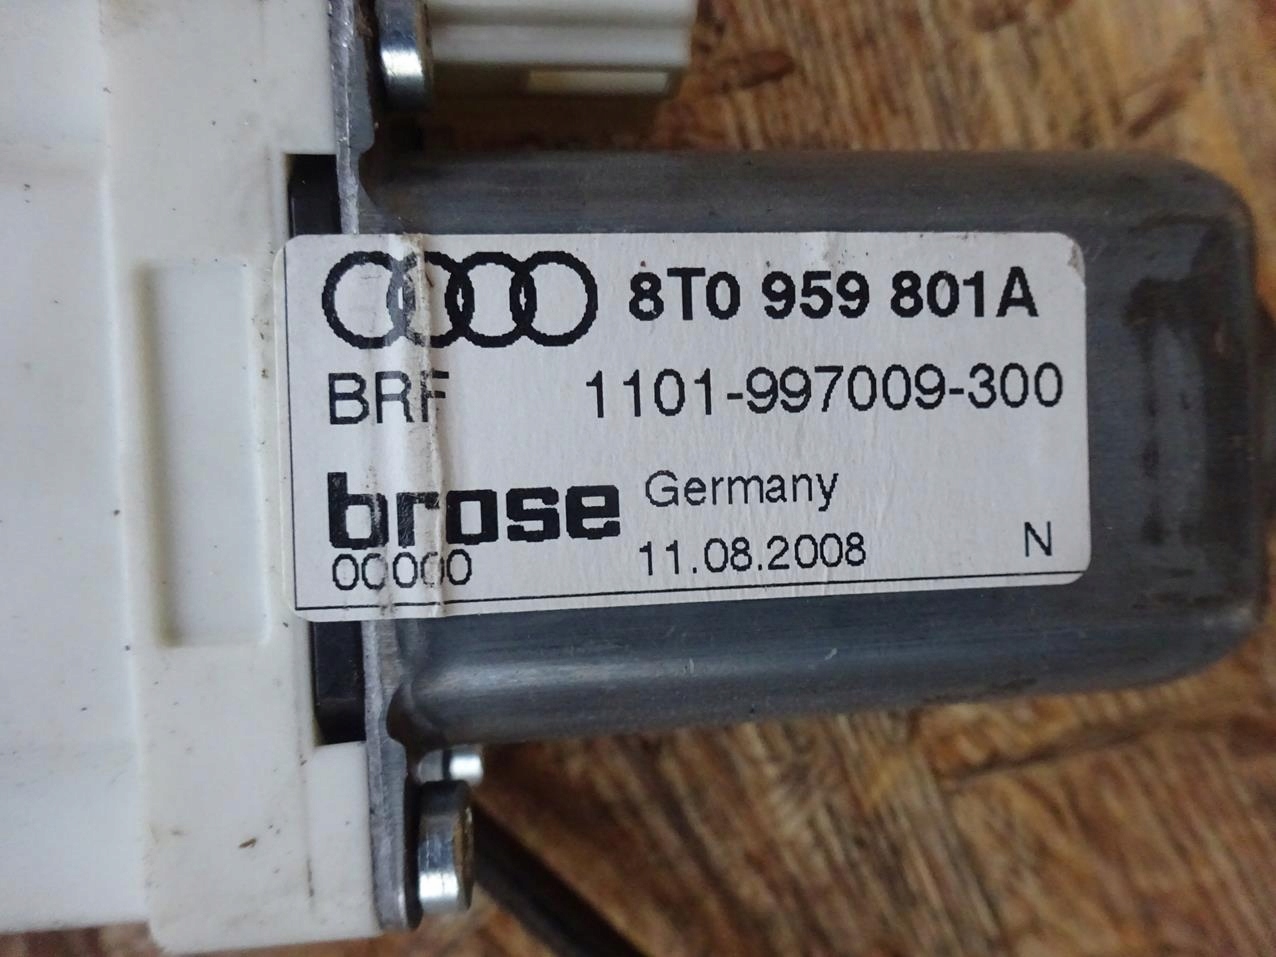 8T0 959 801A
BRF 1101-997009-300
brose Germany
00000 11.08.2008 N